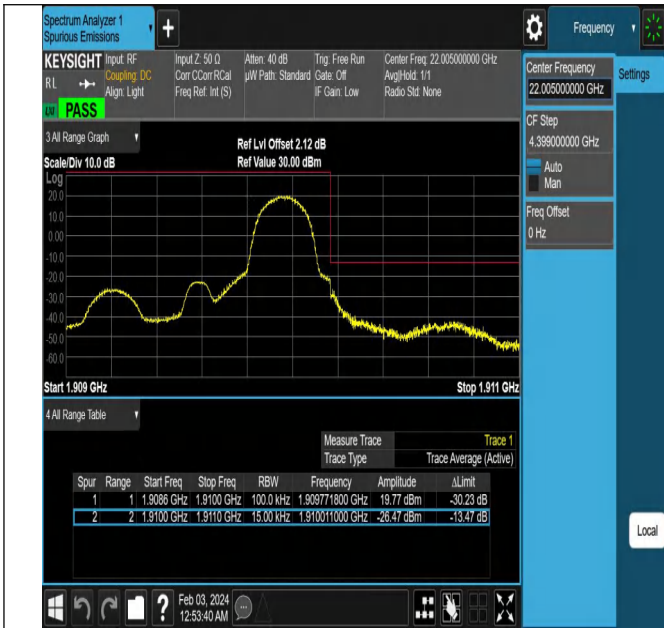 Spectrum Analyzer 1
Spurious Emissions
Frequency
KEYSIGHT Input: RF Input Z: 50 Ω Atten: 40 dB Trig: Free Run Center Freq: 22.005000000 GHz
RL Coupling: DC Corr CCorr RCal µW Path: Standard Gate: Off Avg|Hold: 1/1
Align: Light Freq Ref: Int (S) IF Gain: Low Radio Std: None
PASS
3 All Range Graph
Ref Lvl Offset 2.12 dB
Scale/Div 10.0 dB Ref Value 30.00 dBm
Log
20.0
10.0
0.00
-10.0
-20.0
-30.0
-40.0
-50.0
-60.0
Start 1.909 GHz Stop 1.911 GHz
4 All Range Table
Measure Trace Trace 1
Trace Type Trace Average (Active)
Spur Range Start Freq Stop Freq RBW Frequency Amplitude ΔLimit
1 1 1.9086 GHz 1.9100 GHz 100.0 kHz 1.909771800 GHz 19.77 dBm -30.23 dB
2 2 1.9100 GHz 1.9110 GHz 15.00 kHz 1.910011000 GHz -26.47 dBm -13.47 dB
Feb 03, 2024
12:53:40 AM
Center Frequency
22.005000000 GHz
Settings
CF Step
4.399000000 GHz
Auto
Man
Freq Offset
0 Hz
Local